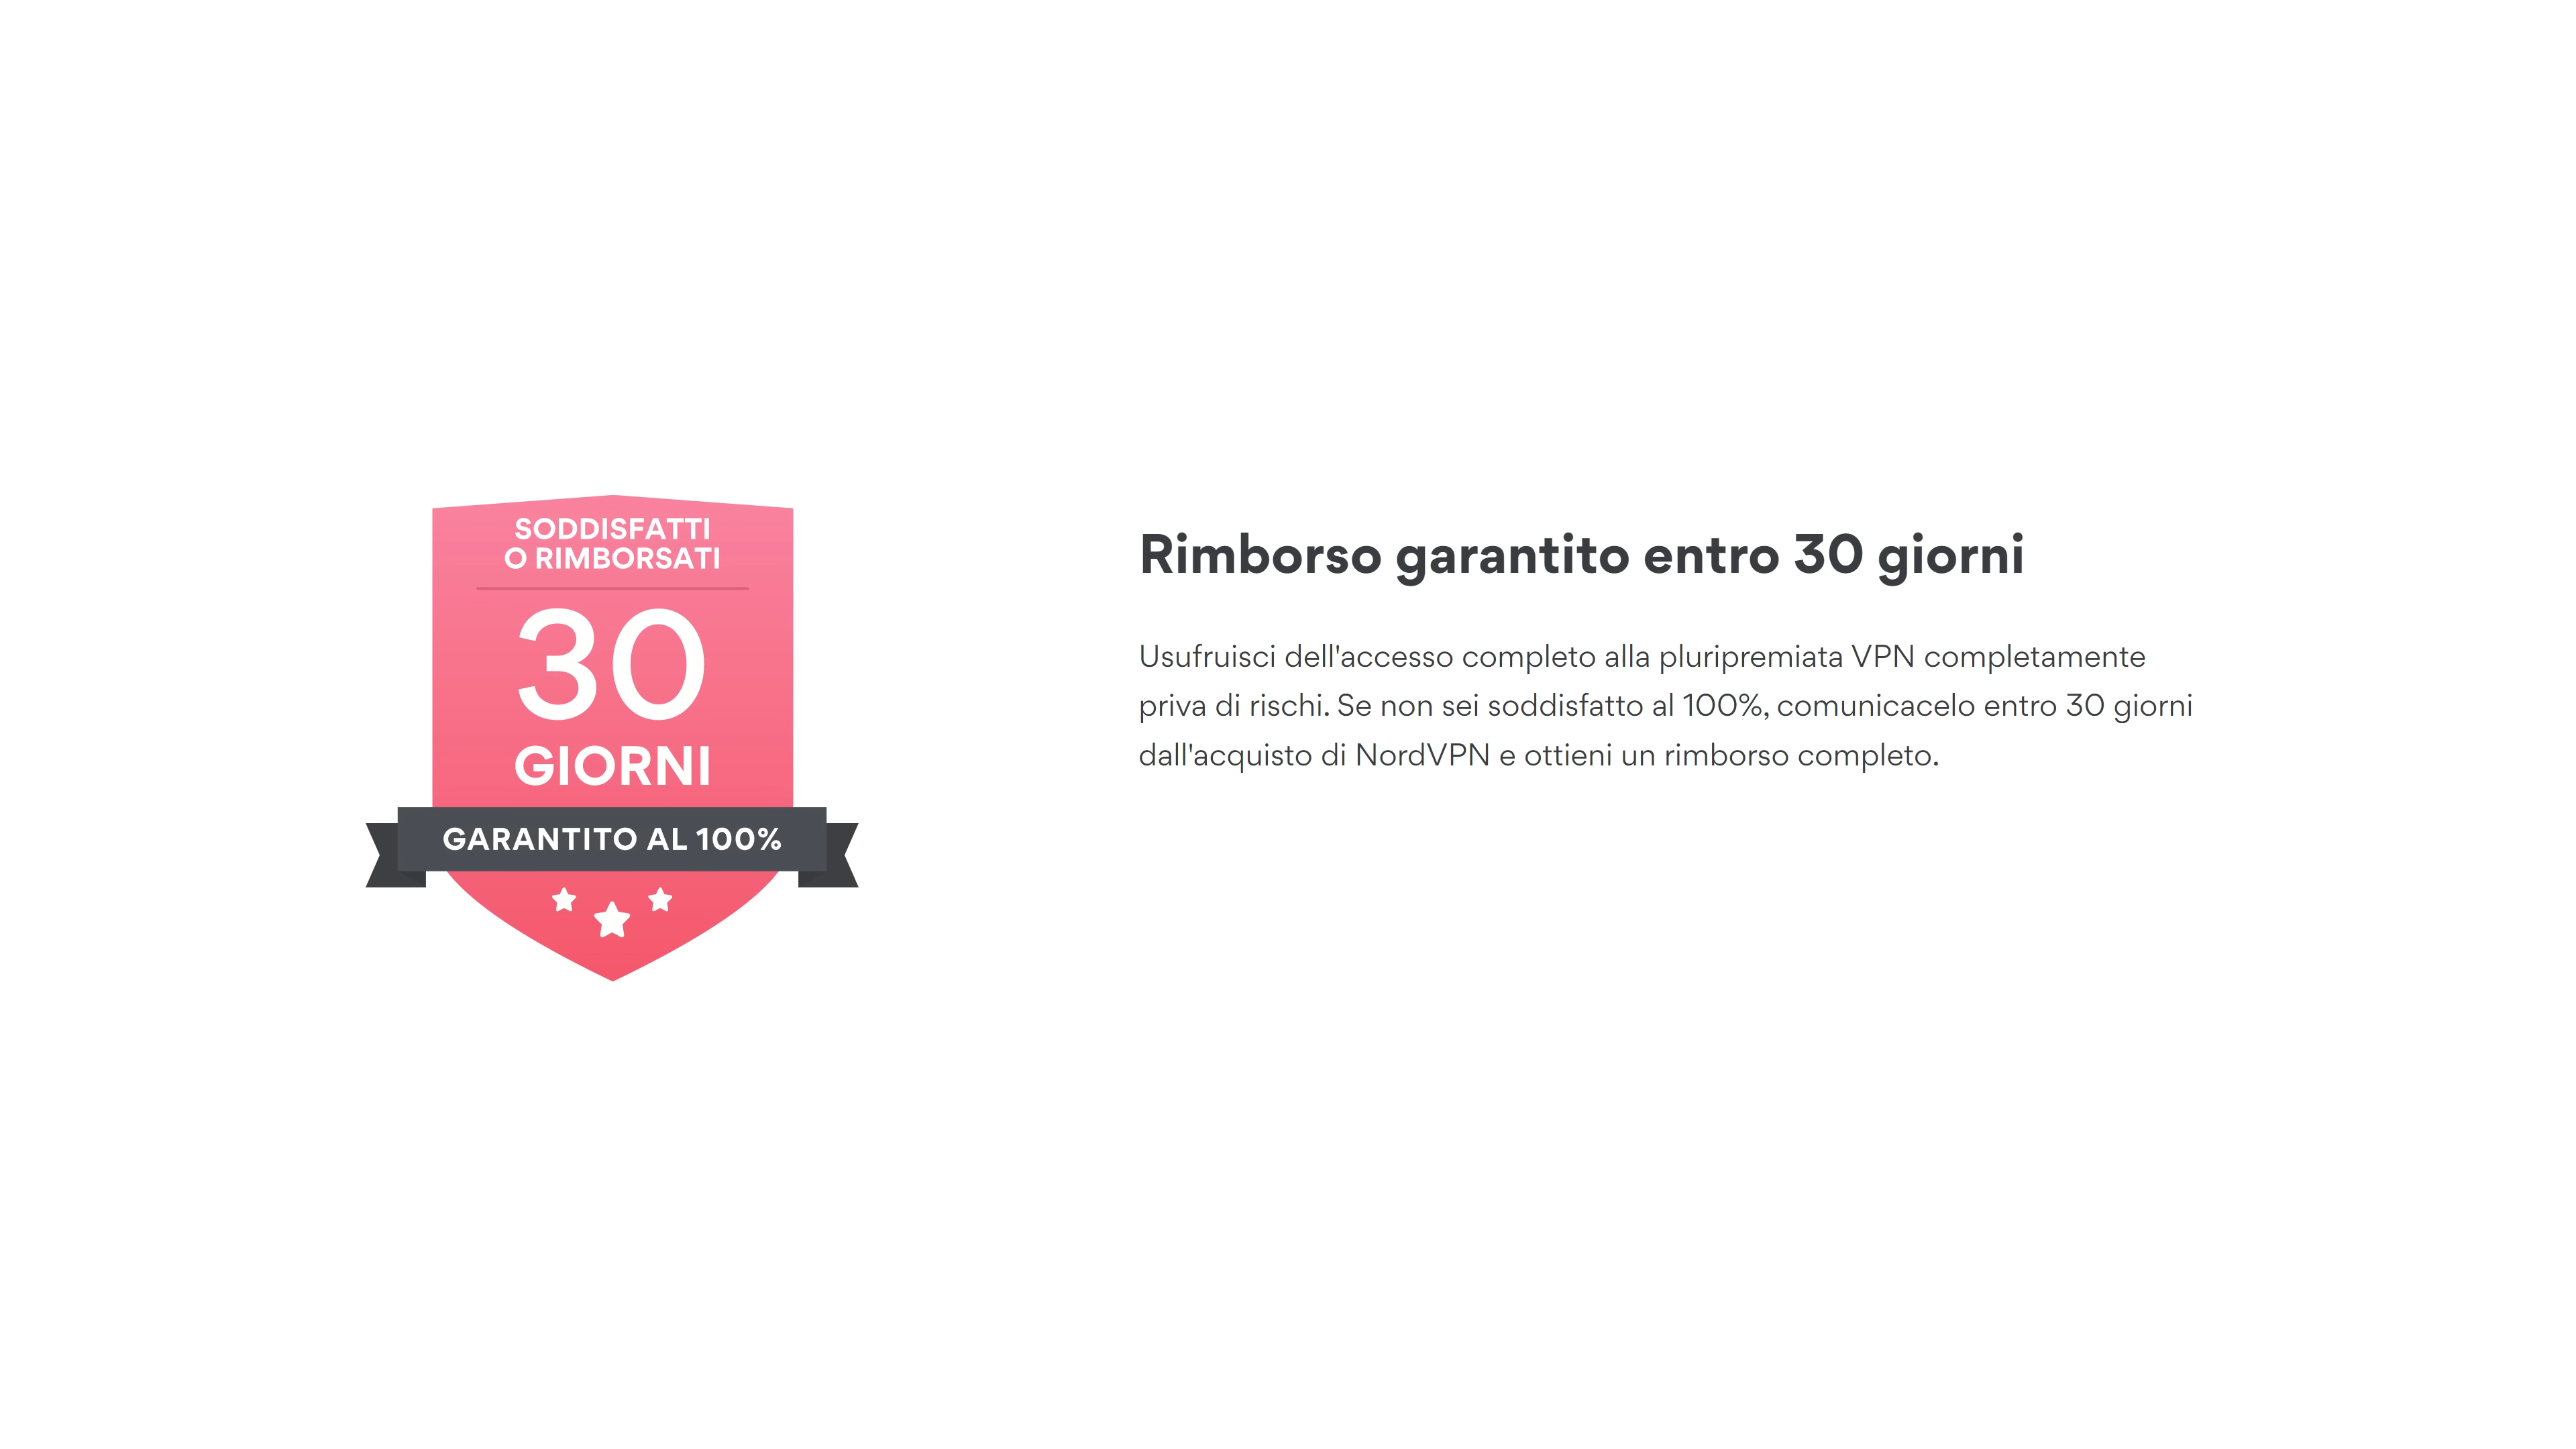 SODDISFATTI
O RIMBORSATI
30
GIORNI
GARANTITO AL 100%
Rimborso garantito entro 30 giorni
Usufruisci dell'accesso completo alla pluripremiata VPN completamente
priva di rischi. Se non sei soddisfatto al 100%, comunicacelo entro 30 giorni
dall'acquisto di NordVPN e ottieni un rimborso completo.